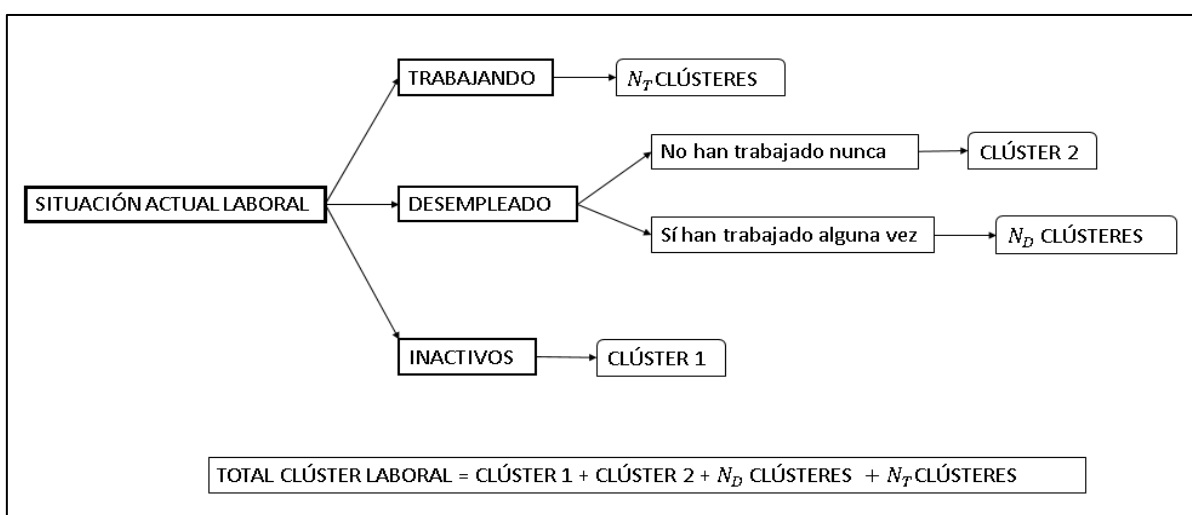 TRABAJANDO
N_T CLÚSTERES
No han trabajado nunca
CLÚSTER 2
SITUACIÓN ACTUAL LABORAL
DESEMPLEADO
Sí han trabajado alguna vez
N_D CLÚSTERES
INACTIVOS
CLÚSTER 1
TOTAL CLÚSTER LABORAL = CLÚSTER 1 + CLÚSTER 2 + N_D CLÚSTERES + N_T CLÚSTERES